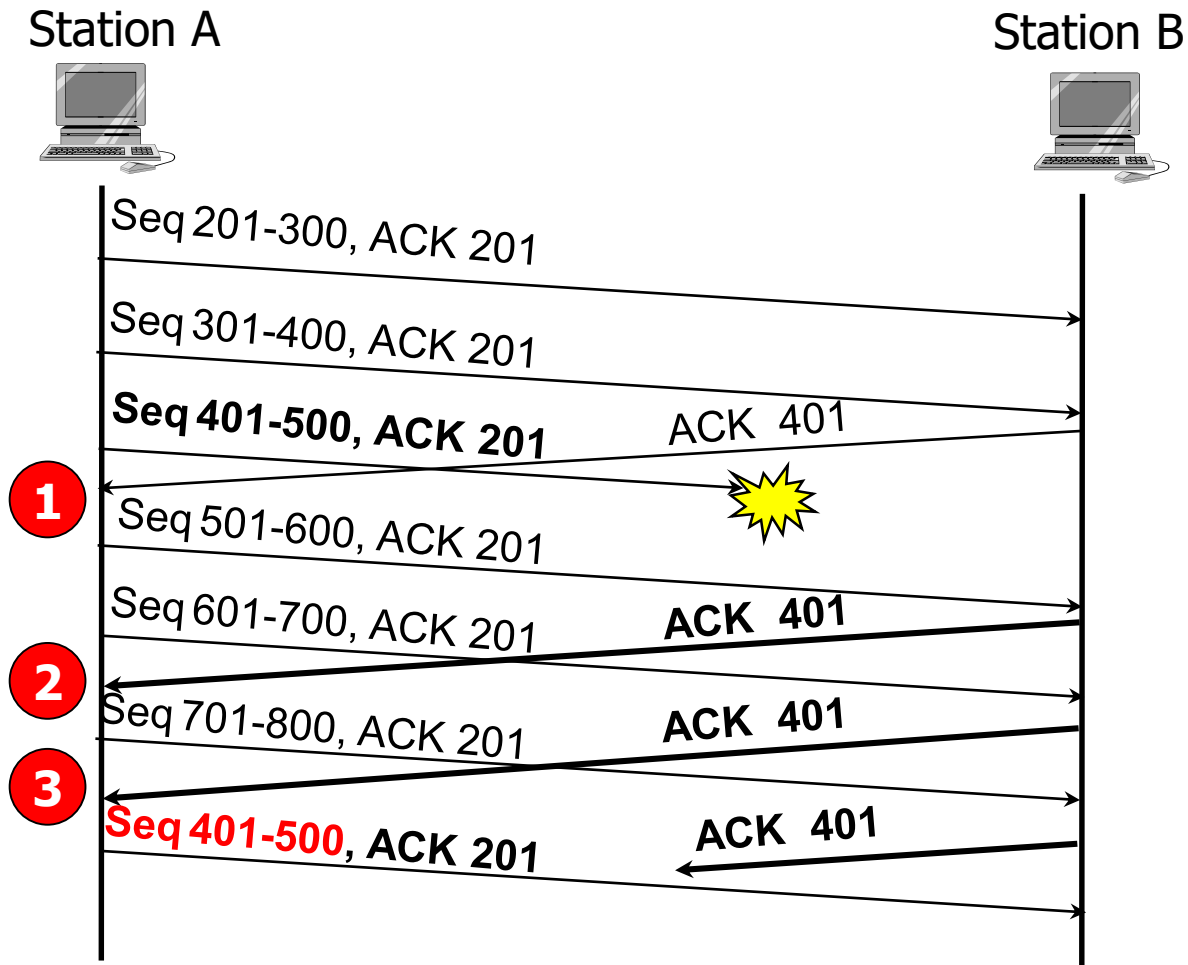 Station A
Station B
Seq 201-300, ACK 201
Seq 301-400, ACK 201
Seq 401-500, ACK 201
ACK 401
1
Seq 501-600, ACK 201
Seq 601-700, ACK 201
ACK 401
2
Seq 701-800, ACK 201
ACK 401
3
Seq 401-500, ACK 201
ACK 401